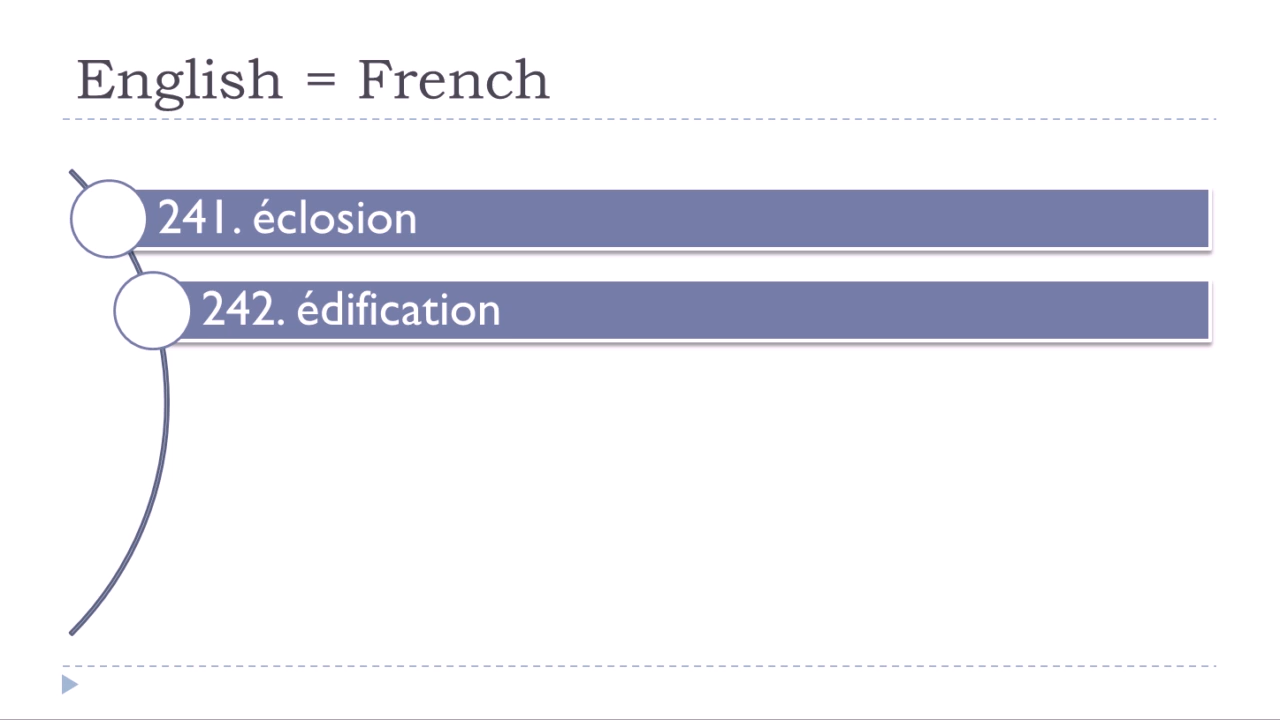 English = French
241. éclosion
242. édification